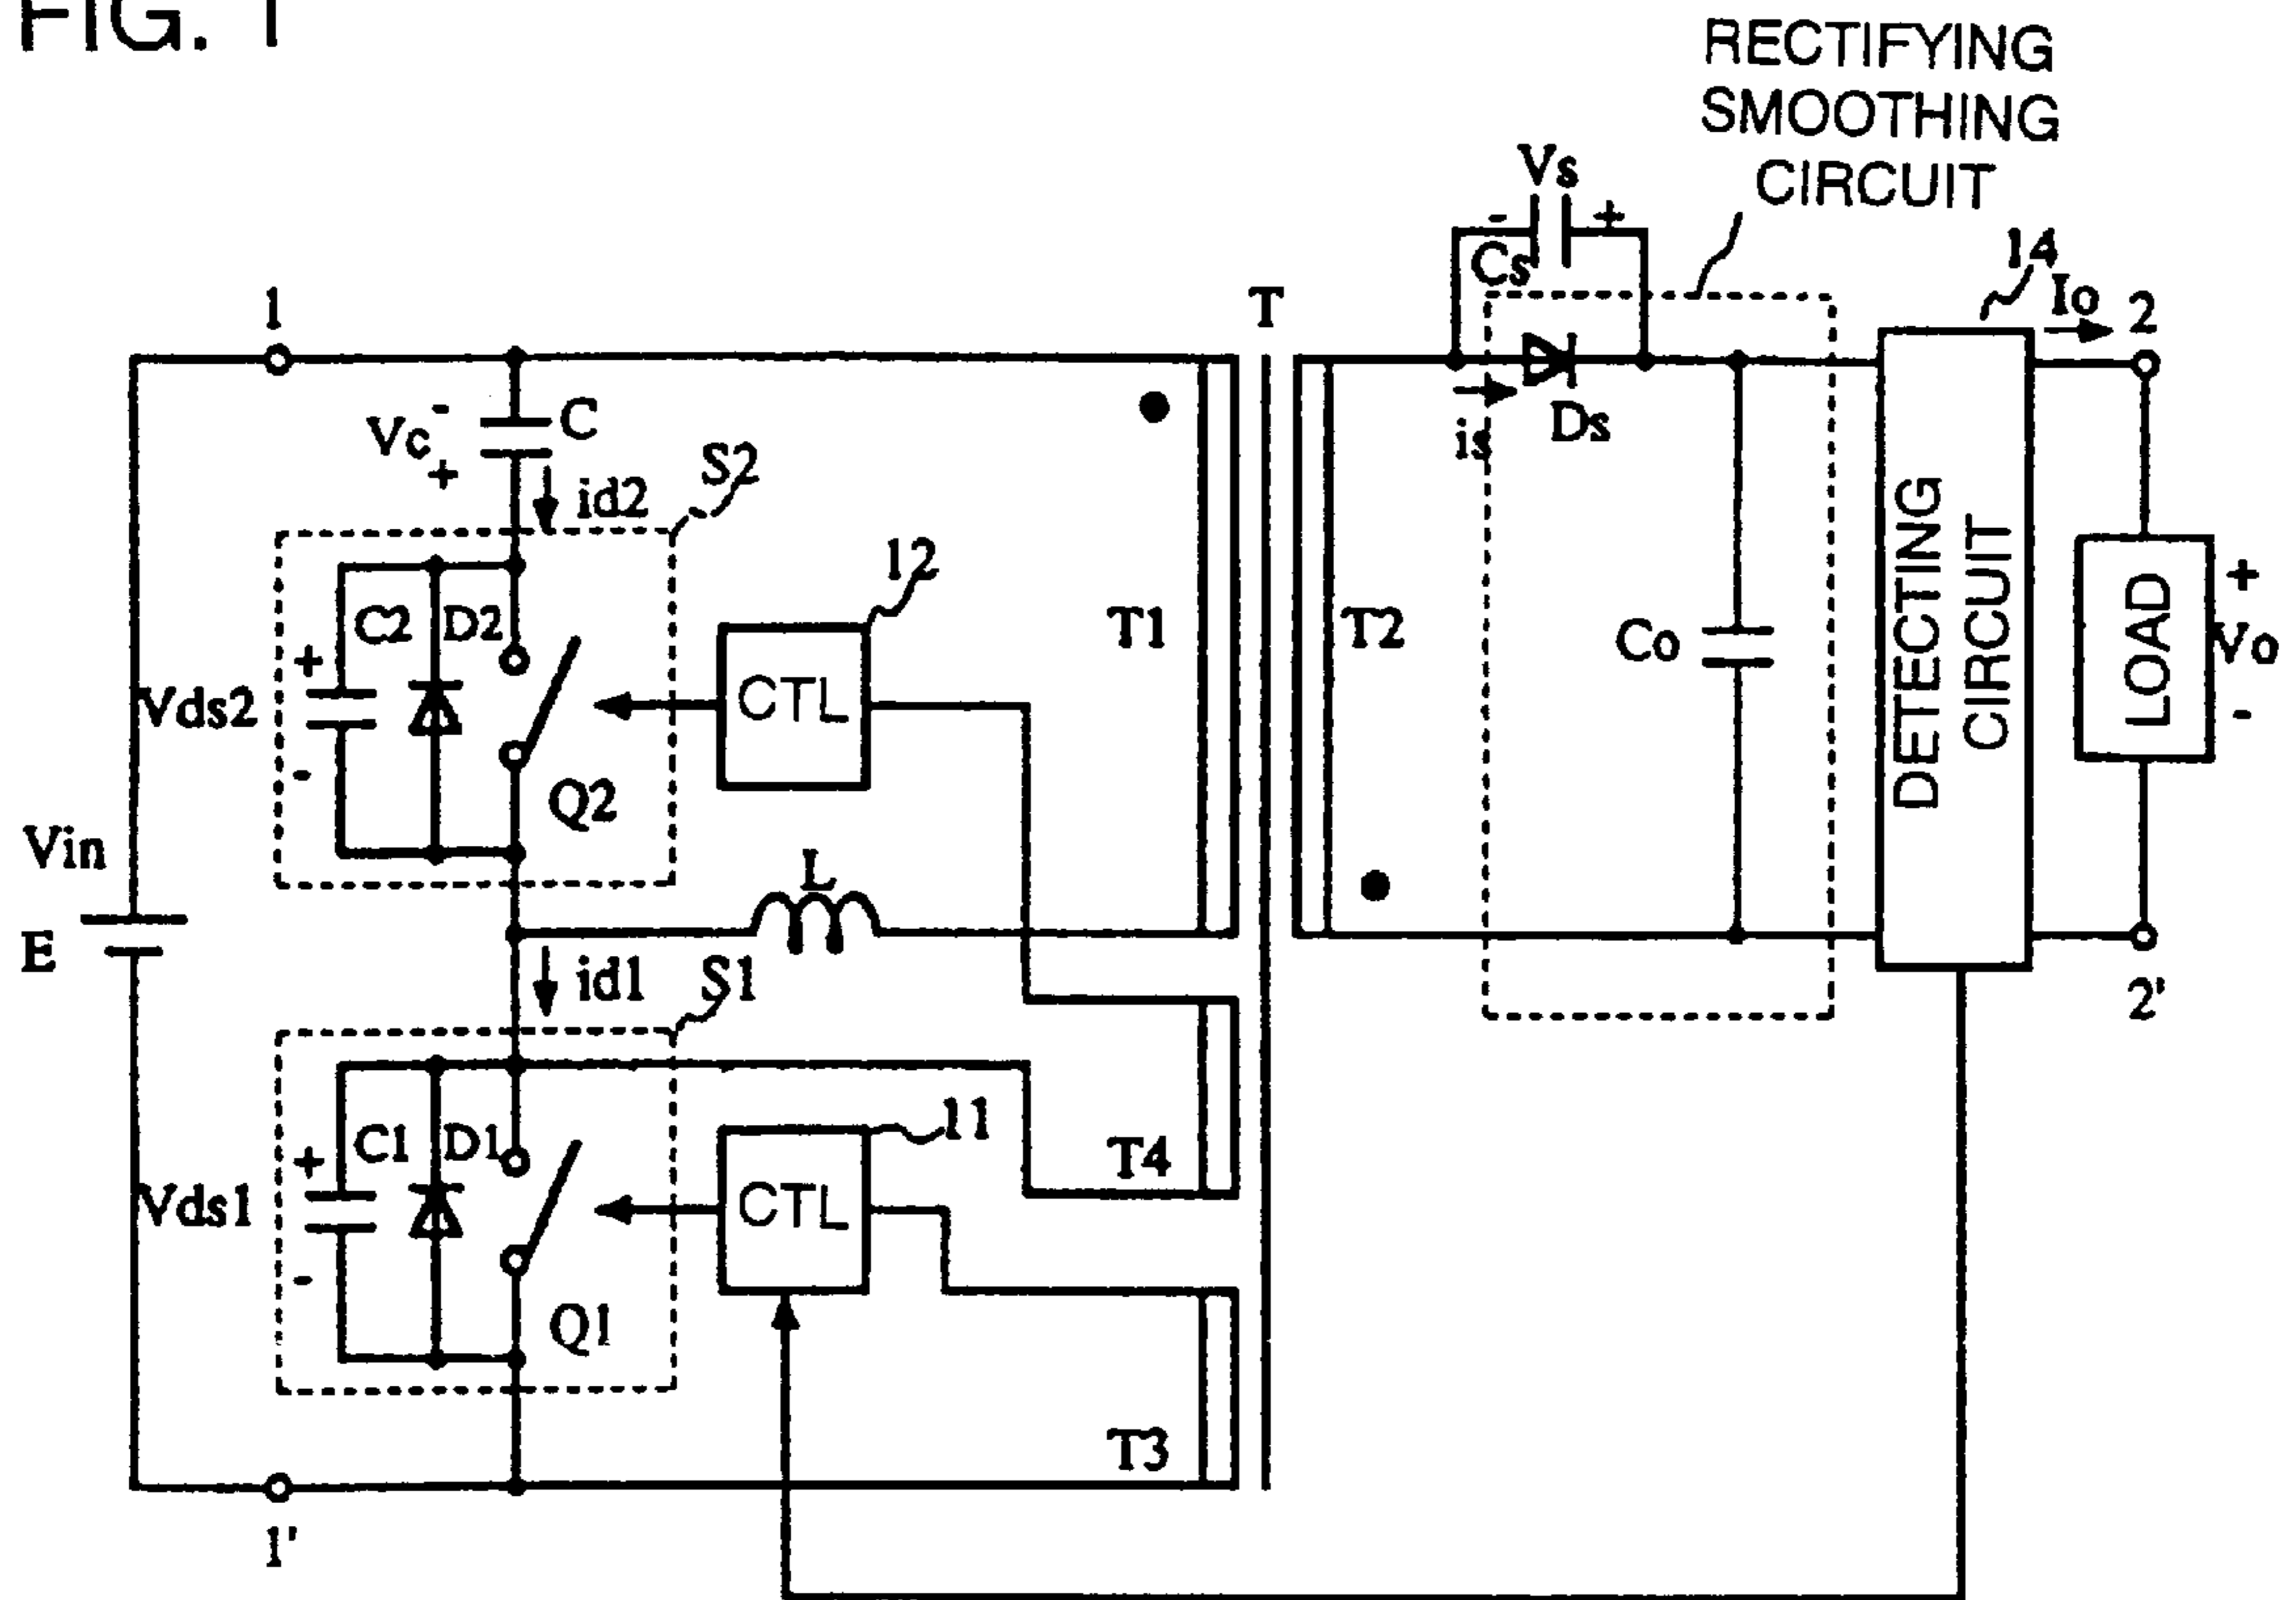 FIG. 1
RECTIFYING
SMOOTHING
CIRCUIT
Vs
- +
Cs
14
Io
2
1
T
is
Ds
-
Vc
+
C
id2
S2
12
C2
D2
+
Vds2
-
Q2
CTL
T1
T2
Co
DETECTING
CIRCUIT
LOAD
+
Vo
-
Vin
E
L
id1
S1
2'
C1
D1
+
Vds1
-
Q1
CTL
11
T4
T3
1'